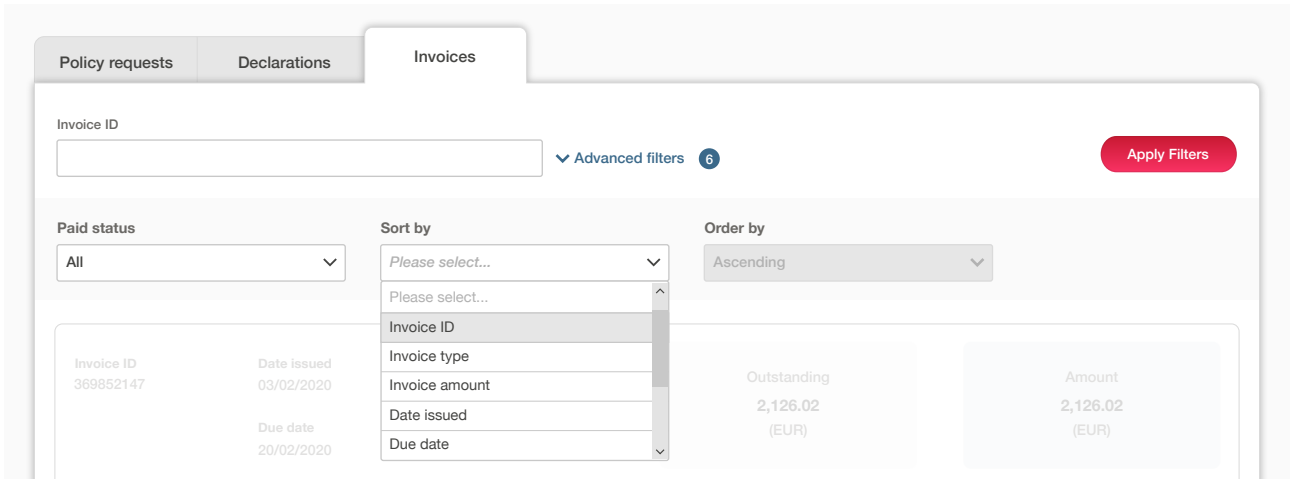 Policy requests
Declarations
Invoices
Invoice ID
Advanced filters 6
Apply Filters
Paid status
Sort by
Order by
All
Please select...
Ascending
Please select...
Invoice ID
Invoice type
Invoice amount
Date issued
Due date
Invoice ID
369852147
Date issued
03/02/2020
Due date
20/02/2020
Outstanding
2,126.02
(EUR)
Amount
2,126.02
(EUR)